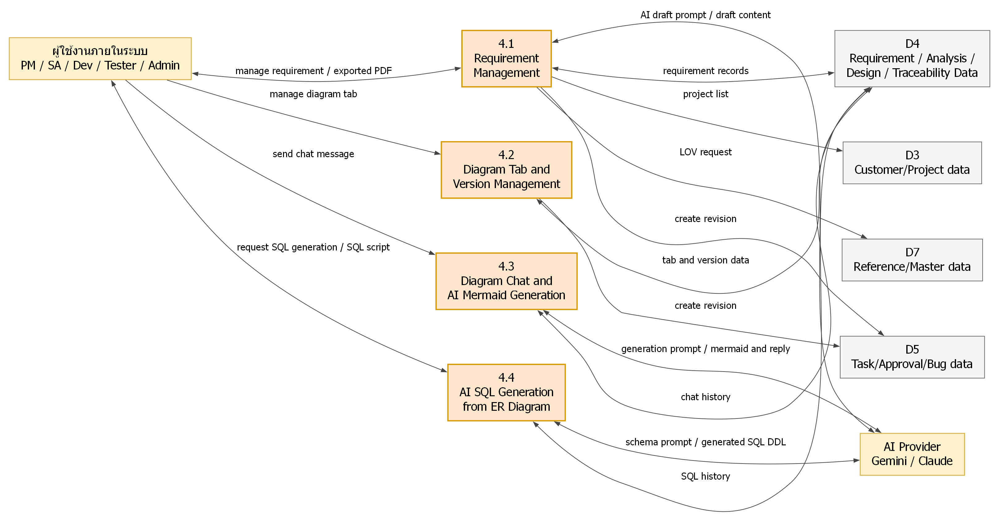 AI draft prompt / draft content
ผู้ใช้งานภายในระบบ
PM / SA / Dev / Tester / Admin
manage requirement / exported PDF
4.1
Requirement
Management
requirement records
D4
Requirement / Analysis /
Design / Traceability Data
manage diagram tab
project list
send chat message
4.2
Diagram Tab and
Version Management
LOV request
D3
Customer/Project data
create revision
request SQL generation / SQL script
4.3
Diagram Chat and
AI Mermaid Generation
tab and version data
D7
Reference/Master data
create revision
generation prompt / mermaid and reply
D5
Task/Approval/Bug data
4.4
AI SQL Generation
from ER Diagram
chat history
schema prompt / generated SQL DDL
AI Provider
Gemini / Claude
SQL history